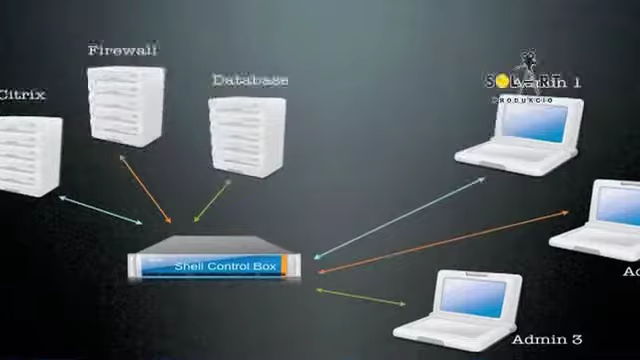 Firewall
Database
Citrix
Shell Control Box
Admin 3